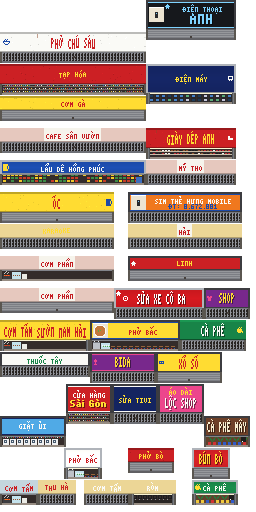 ĐIỆN THOẠI
ANH
PHỞ CHÚ SÁU
TẠP HÓA
ĐIỆN MÁY
CƠM GÀ
CAFE SÂN VƯỜN
GIÀY DÉP ANH
LẨU DÊ HỒNG PHÚC
MỸ THO
ỐC
SIM THẺ HƯNG MOBILE
HẢI
CƠM PHẦN
LINH
CƠM PHẦN
SỬA XE CÔ BA
SHOP
CƠM TẤM SƯỜN NAM HẢI
PHỞ BẮC
CÀ PHÊ
THUỐC TÂY
BIDA
XỔ SỐ
CỬA HÀNG
Sài Gòn
SỬA TIVI
ÁO DÀI
LỘC SHOP
GIẶT ỦI
CÀ PHÊ MÁY
PHỞ BẮC
PHỞ BÒ
BÚN BÒ
CƠM TẤM
THU HÀ
CƠM TẤM
CÀ PHÊ